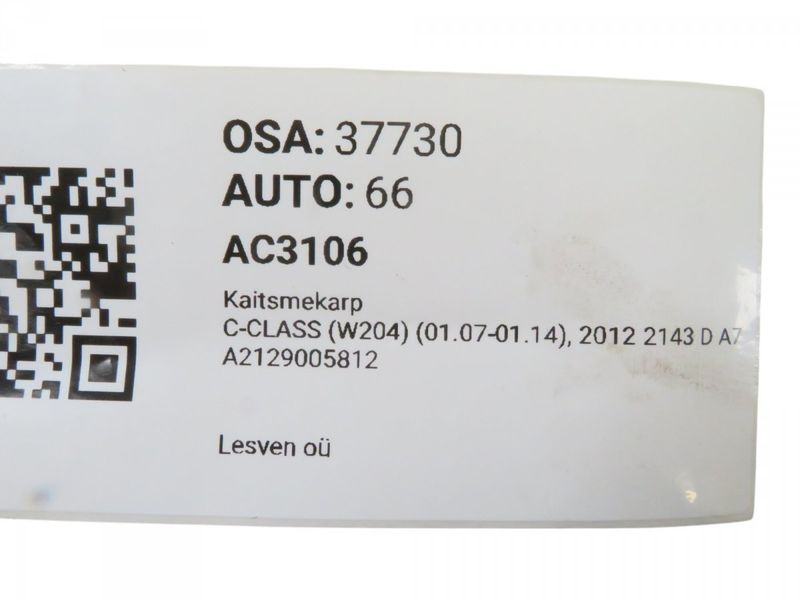 OSA: 37730
AUTO: 66
AC3106
Kaitsmekarp
C-CLASS (W204) (01.07-01.14), 2012 2143 D A7
A2129005812
Lesven oü